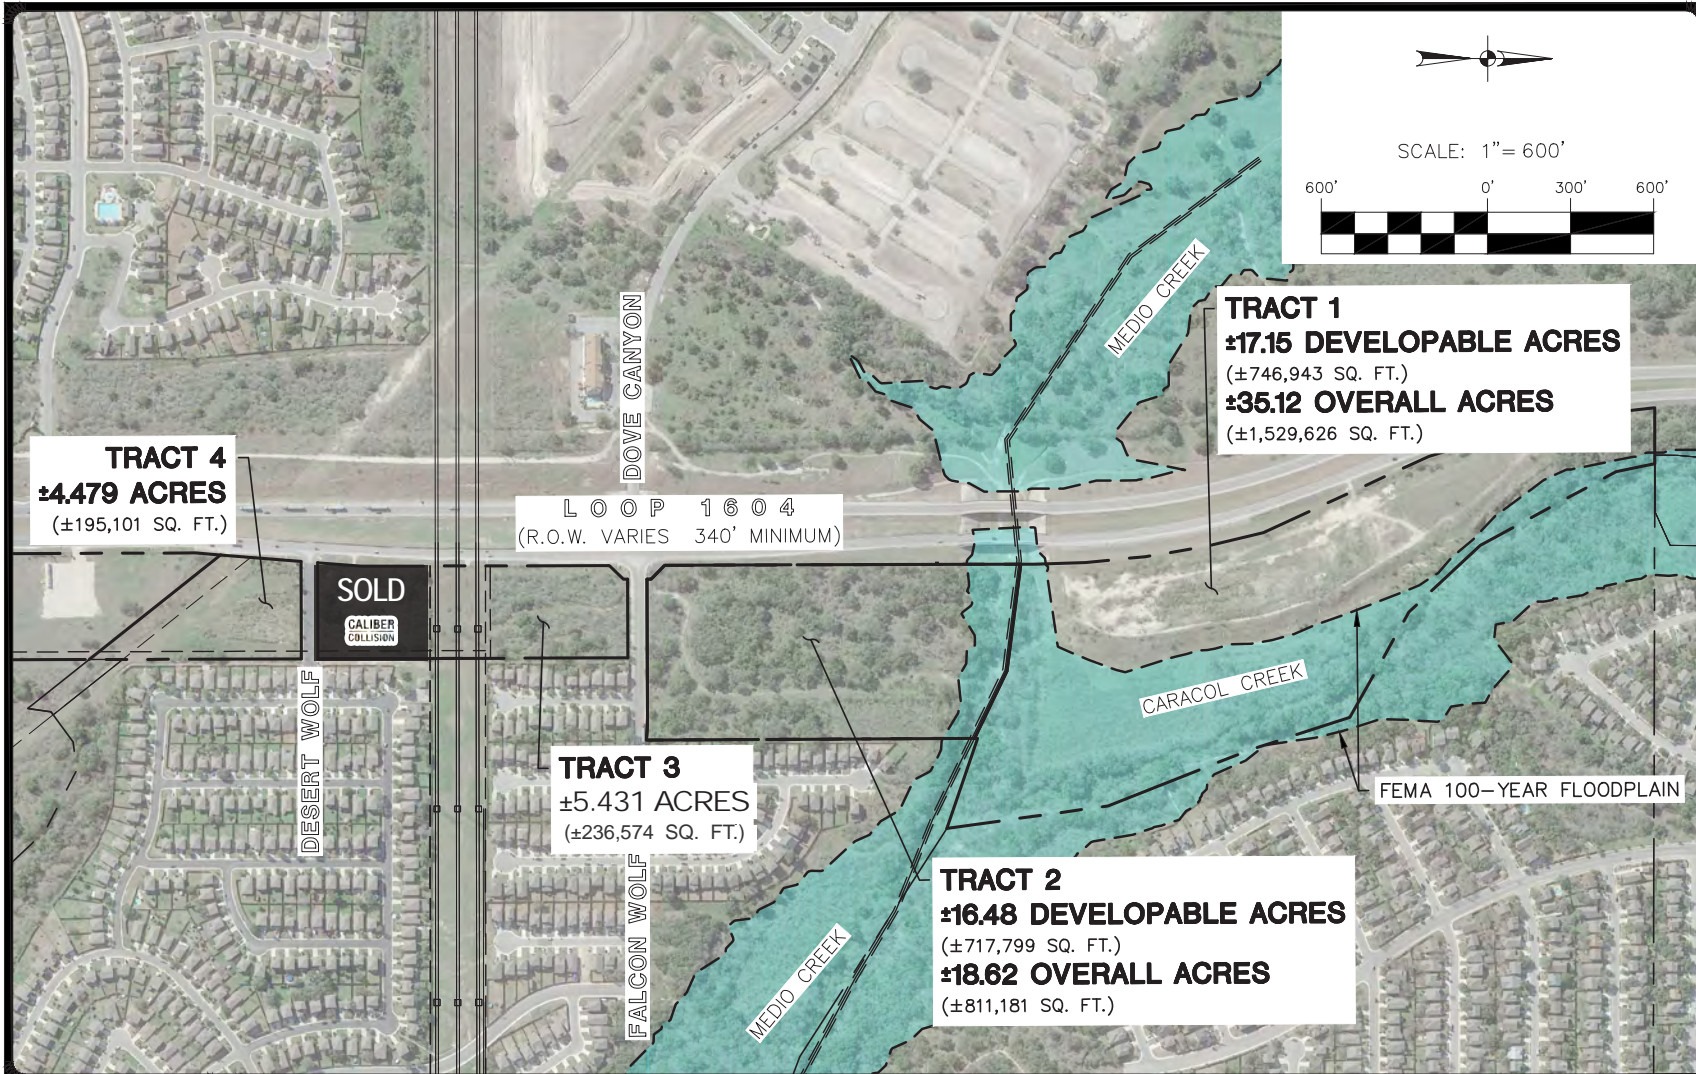 SCALE: 1"= 600'
600' 0' 300' 600'
MEDIO CREEK
TRACT 1
±17.15 DEVELOPABLE ACRES
(±746,943 SQ. FT.)
±35.12 OVERALL ACRES
(±1,529,626 SQ. FT.)
DOVE CANYON
TRACT 4
±4.479 ACRES
(±195,101 SQ. FT.)
LOOP 1604
(R.O.W. VARIES 340' MINIMUM)
SOLD
CALIBER
COLLISION
CARACOL CREEK
DESERT WOLF
TRACT 3
±5.431 ACRES
(±236,574 SQ. FT.)
FEMA 100-YEAR FLOODPLAIN
FALCON WOLF
TRACT 2
±16.48 DEVELOPABLE ACRES
(±717,799 SQ. FT.)
±18.62 OVERALL ACRES
(±811,181 SQ. FT.)
MEDIO CREEK